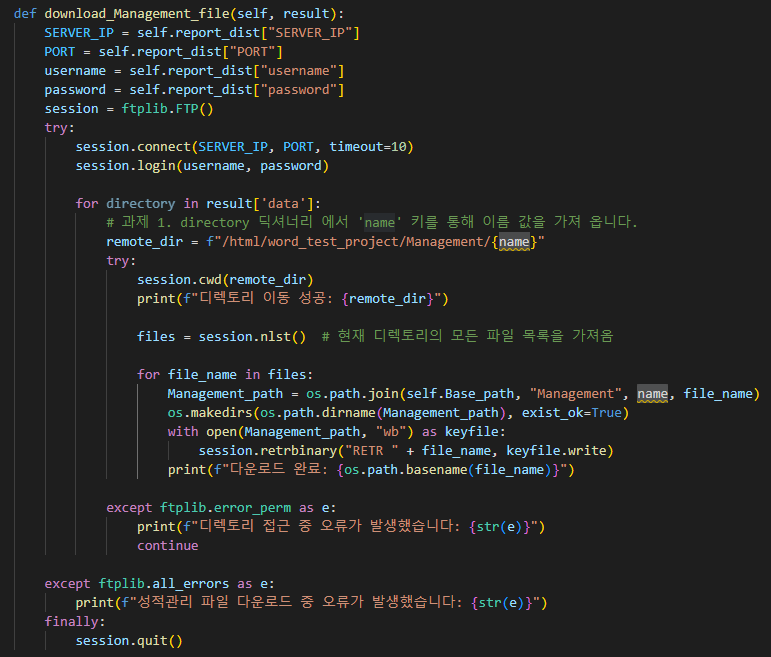 def download_Management_file(self, result):
    SERVER_IP = self.report_dist["SERVER_IP"]
    PORT = self.report_dist["PORT"]
    username = self.report_dist["username"]
    password = self.report_dist["password"]
    session = ftplib.FTP()
    try:
        session.connect(SERVER_IP, PORT, timeout=10)
        session.login(username, password)

        for directory in result['data']:
            # 과제 1. directory 딕셔너리 에서 'name' 키를 통해 이름 값을 가져 옵니다.
            remote_dir = f"/html/word_test_project/Management/{name}"
            try:
                session.cwd(remote_dir)
                print(f"디렉토리 이동 성공: {remote_dir}")

                files = session.nlst()  # 현재 디렉토리의 모든 파일 목록을 가져옴

                for file_name in files:
                    Management_path = os.path.join(self.Base_path, "Management", name, file_name)
                    os.makedirs(os.path.dirname(Management_path), exist_ok=True)
                    with open(Management_path, "wb") as keyfile:
                        session.retrbinary("RETR " + file_name, keyfile.write)
                    print(f"다운로드 완료: {os.path.basename(file_name)}")

            except ftplib.error_perm as e:
                print(f"디렉토리 접근 중 오류가 발생했습니다: {str(e)}")
                continue

    except ftplib.all_errors as e:
        print(f"성적관리 파일 다운로드 중 오류가 발생했습니다: {str(e)}")
    finally:
        session.quit()